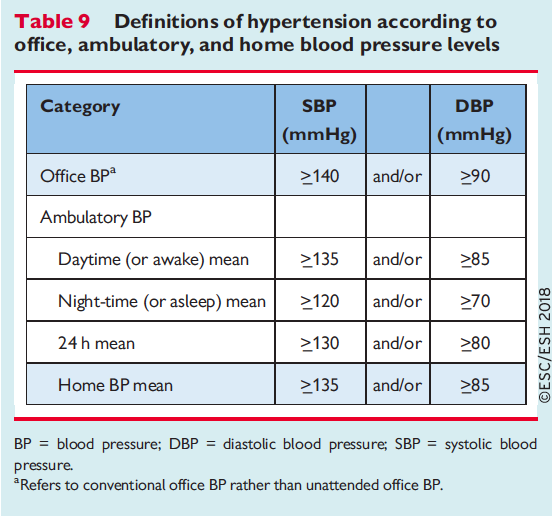 Table 9 Definitions of hypertension according to
office, ambulatory, and home blood pressure levels
Category SBP (mmHg) DBP (mmHg)
Office BPa ≥140 and/or ≥90
Ambulatory BP
Daytime (or awake) mean ≥135 and/or ≥85
Night-time (or asleep) mean ≥120 and/or ≥70
24 h mean ≥130 and/or ≥80
Home BP mean ≥135 and/or ≥85
©ESC/ESH 2018
BP = blood pressure; DBP = diastolic blood pressure; SBP = systolic blood
pressure.
aRefers to conventional office BP rather than unattended office BP.